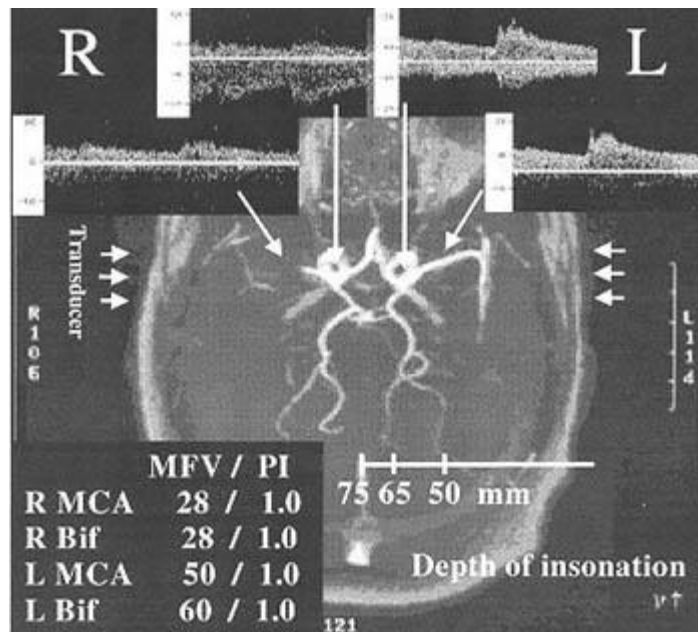 R
L
Transducer
R
1
0
6
L
1
1
4
MFV / PI
R MCA 28 / 1.0
R Bif 28 / 1.0
L MCA 50 / 1.0
L Bif 60 / 1.0
75 65 50 mm
Depth of insonation
121